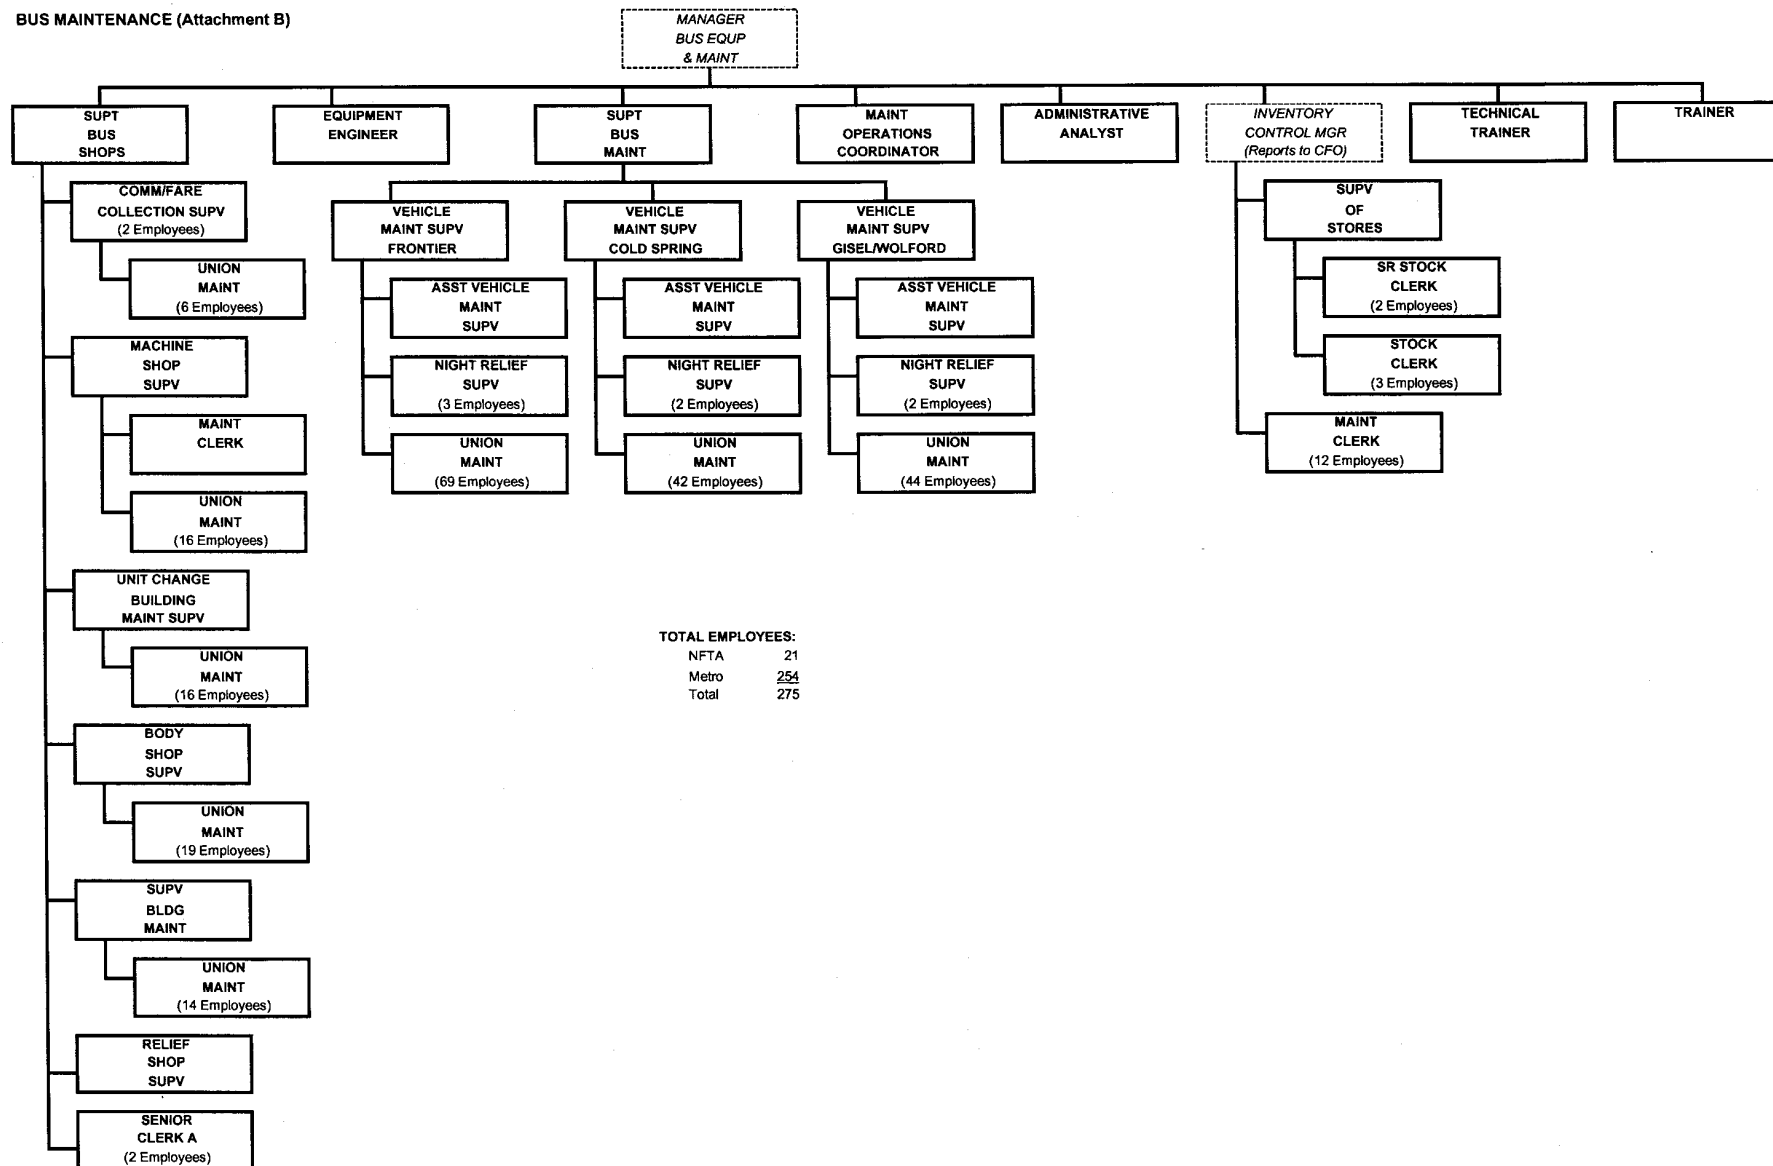 BUS MAINTENANCE (Attachment B)
MANAGER
BUS EQUP
& MAINT
SUPT
BUS
SHOPS
EQUIPMENT
ENGINEER
SUPT
BUS
MAINT
MAINT
OPERATIONS
COORDINATOR
ADMINISTRATIVE
ANALYST
INVENTORY
CONTROL MGR
(Reports to CFO)
TECHNICAL
TRAINER
TRAINER
COMM/FARE
COLLECTION SUPV
(2 Employees)
UNION
MAINT
(6 Employees)
MACHINE
SHOP
SUPV
MAINT
CLERK
UNION
MAINT
(16 Employees)
UNIT CHANGE
BUILDING
MAINT SUPV
UNION
MAINT
(16 Employees)
BODY
SHOP
SUPV
UNION
MAINT
(19 Employees)
SUPV
BLDG
MAINT
UNION
MAINT
(14 Employees)
RELIEF
SHOP
SUPV
SENIOR
CLERK A
(2 Employees)
VEHICLE
MAINT SUPV
FRONTIER
ASST VEHICLE
MAINT
SUPV
NIGHT RELIEF
SUPV
(3 Employees)
UNION
MAINT
(69 Employees)
VEHICLE
MAINT SUPV
COLD SPRING
ASST VEHICLE
MAINT
SUPV
NIGHT RELIEF
SUPV
(2 Employees)
UNION
MAINT
(42 Employees)
VEHICLE
MAINT SUPV
GISEL/WOLFORD
ASST VEHICLE
MAINT
SUPV
NIGHT RELIEF
SUPV
(2 Employees)
UNION
MAINT
(44 Employees)
SUPV
OF
STORES
SR STOCK
CLERK
(2 Employees)
STOCK
CLERK
(3 Employees)
MAINT
CLERK
(12 Employees)
TOTAL EMPLOYEES:
NFTA 21
Metro 254
Total 275